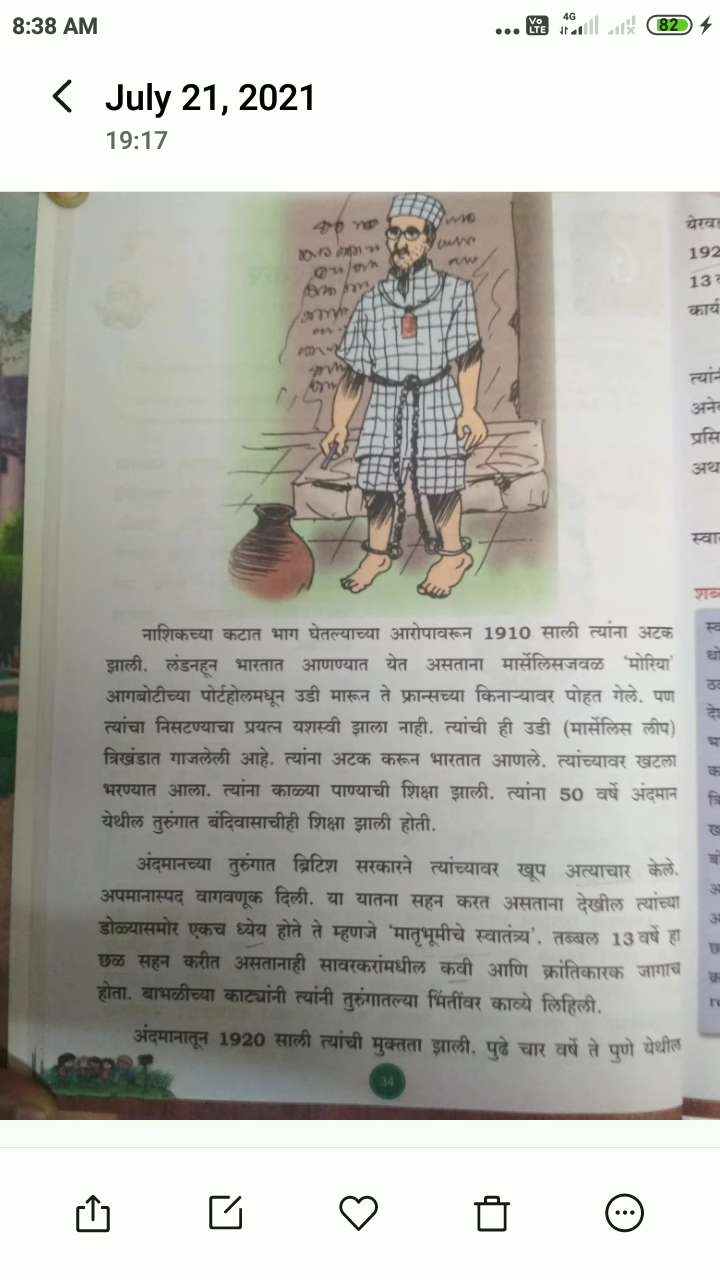 8:38 AM
Vo LTE 4G 82
July 21, 2021
19:17
नाशिकच्या कटात भाग घेतल्याच्या आरोपावरून 1910 साली त्यांना अटक
झाली. लंडनहून भारतात आणण्यात येत असताना मार्सेलिसजवळ 'मोरिया'
आगबोटीच्या पोर्टहोलमधून उडी मारून ते फ्रान्सच्या किनाऱ्यावर पोहत गेले. पण
त्यांचा निसटण्याचा प्रयत्न यशस्वी झाला नाही. त्यांची ही उडी (मार्सेलिस लीप)
त्रिखंडात गाजलेली आहे. त्यांना अटक करून भारतात आणले. त्यांच्यावर खटला
भरण्यात आला. त्यांना काळ्या पाण्याची शिक्षा झाली. त्यांना 50 वर्षे अंदमान
येथील तुरुंगात बंदिवासाचीही शिक्षा झाली होती.
अंदमानच्या तुरुंगात ब्रिटिश सरकारने त्यांच्यावर खूप अत्याचार केले.
अपमानास्पद वागवणूक दिली. या यातना सहन करत असताना देखील त्यांच्या
डोळ्यासमोर एकच ध्येय होते ते म्हणजे 'मातृभूमीचे स्वातंत्र्य'. तब्बल 13 वर्षे हा
छळ सहन करीत असतानाही सावरकरांमधील कवी आणि क्रांतिकारक जागाच
होता. बाभळीच्या काट्यांनी त्यांनी तुरुंगातल्या भिंतींवर काव्ये लिहिली.
अंदमानातून 1920 साली त्यांची मुक्तता झाली. पुढे चार वर्षे ते पुणे येथील
34